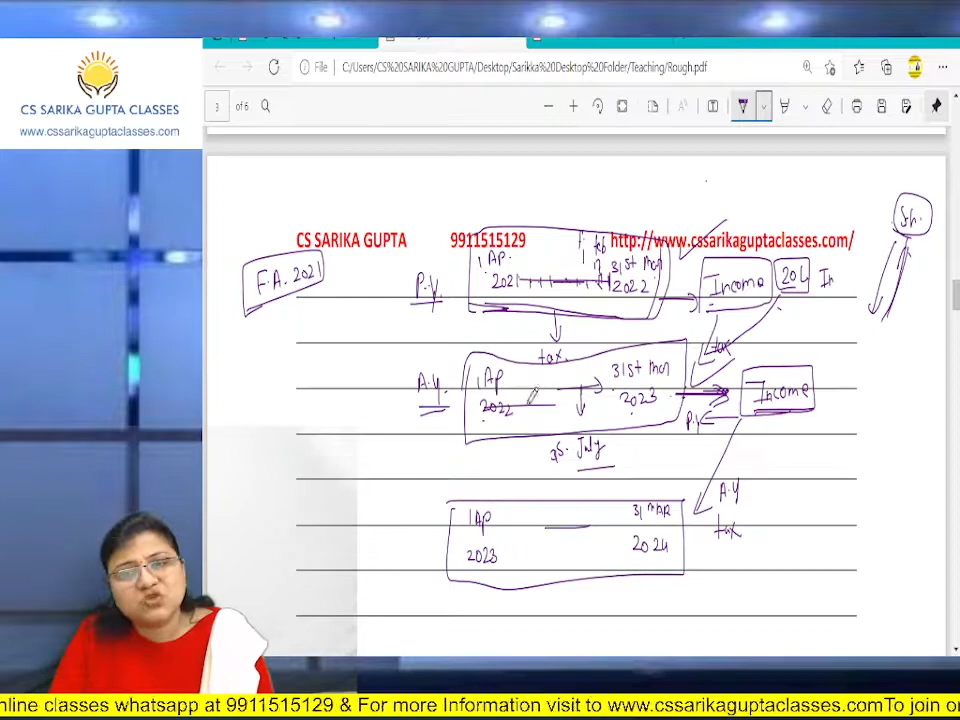 CS SARIKA GUPTA CLASSES
www.cssarikaguptaclasses.com
File C:/Users/CS%20SARIKA%20GUPTA/Desktop/Sarikka%20Desktop%20Folder/Teaching/Rough.pdf
3 of 6
CS SARIKA GUPTA 9911515129 http://www.cssarikaguptaclasses.com/
F.A. 2021
P.Y
1 AP 2021
31st Mar 2022
Income
tax
tax
A.Y.
1 AP 2022
31st Mar 2023
P.Y
Income
July
A.Y
tax
1 AP 2023
31 MAR 2024
nline classes whatsapp at 9911515129 & For more Information visit to www.cssarikaguptaclasses.comTo join or